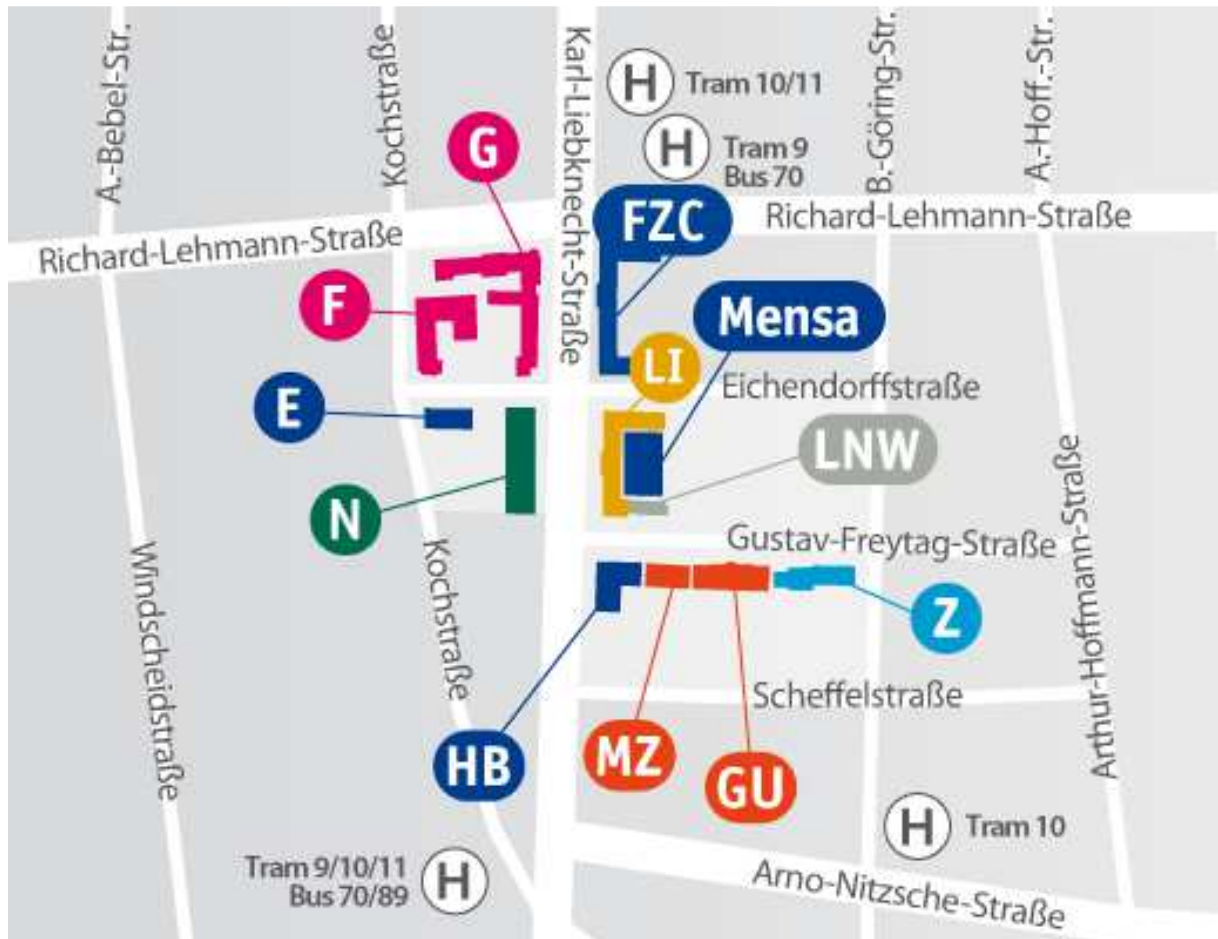 A.-Bebel-Str.
Kochstraße
Karl-Liebknecht-Straße
H Tram 10/11
H Tram 9
Bus 70
B.-Göring-Str.
A.-Hoff.-Str.
G
FZC
Richard-Lehmann-Straße
Richard-Lehmann-Straße
F
Mensa
LI
Eichendorffstraße
E
LNW
N
Gustav-Freytag-Straße
Windscheidstraße
Kochstraße
Arthur-Hoffmann-Straße
Z
Scheffelstraße
HB
MZ
GU
H Tram 10
Tram 9/10/11 H
Bus 70/89
Arno-Nitzsche-Straße